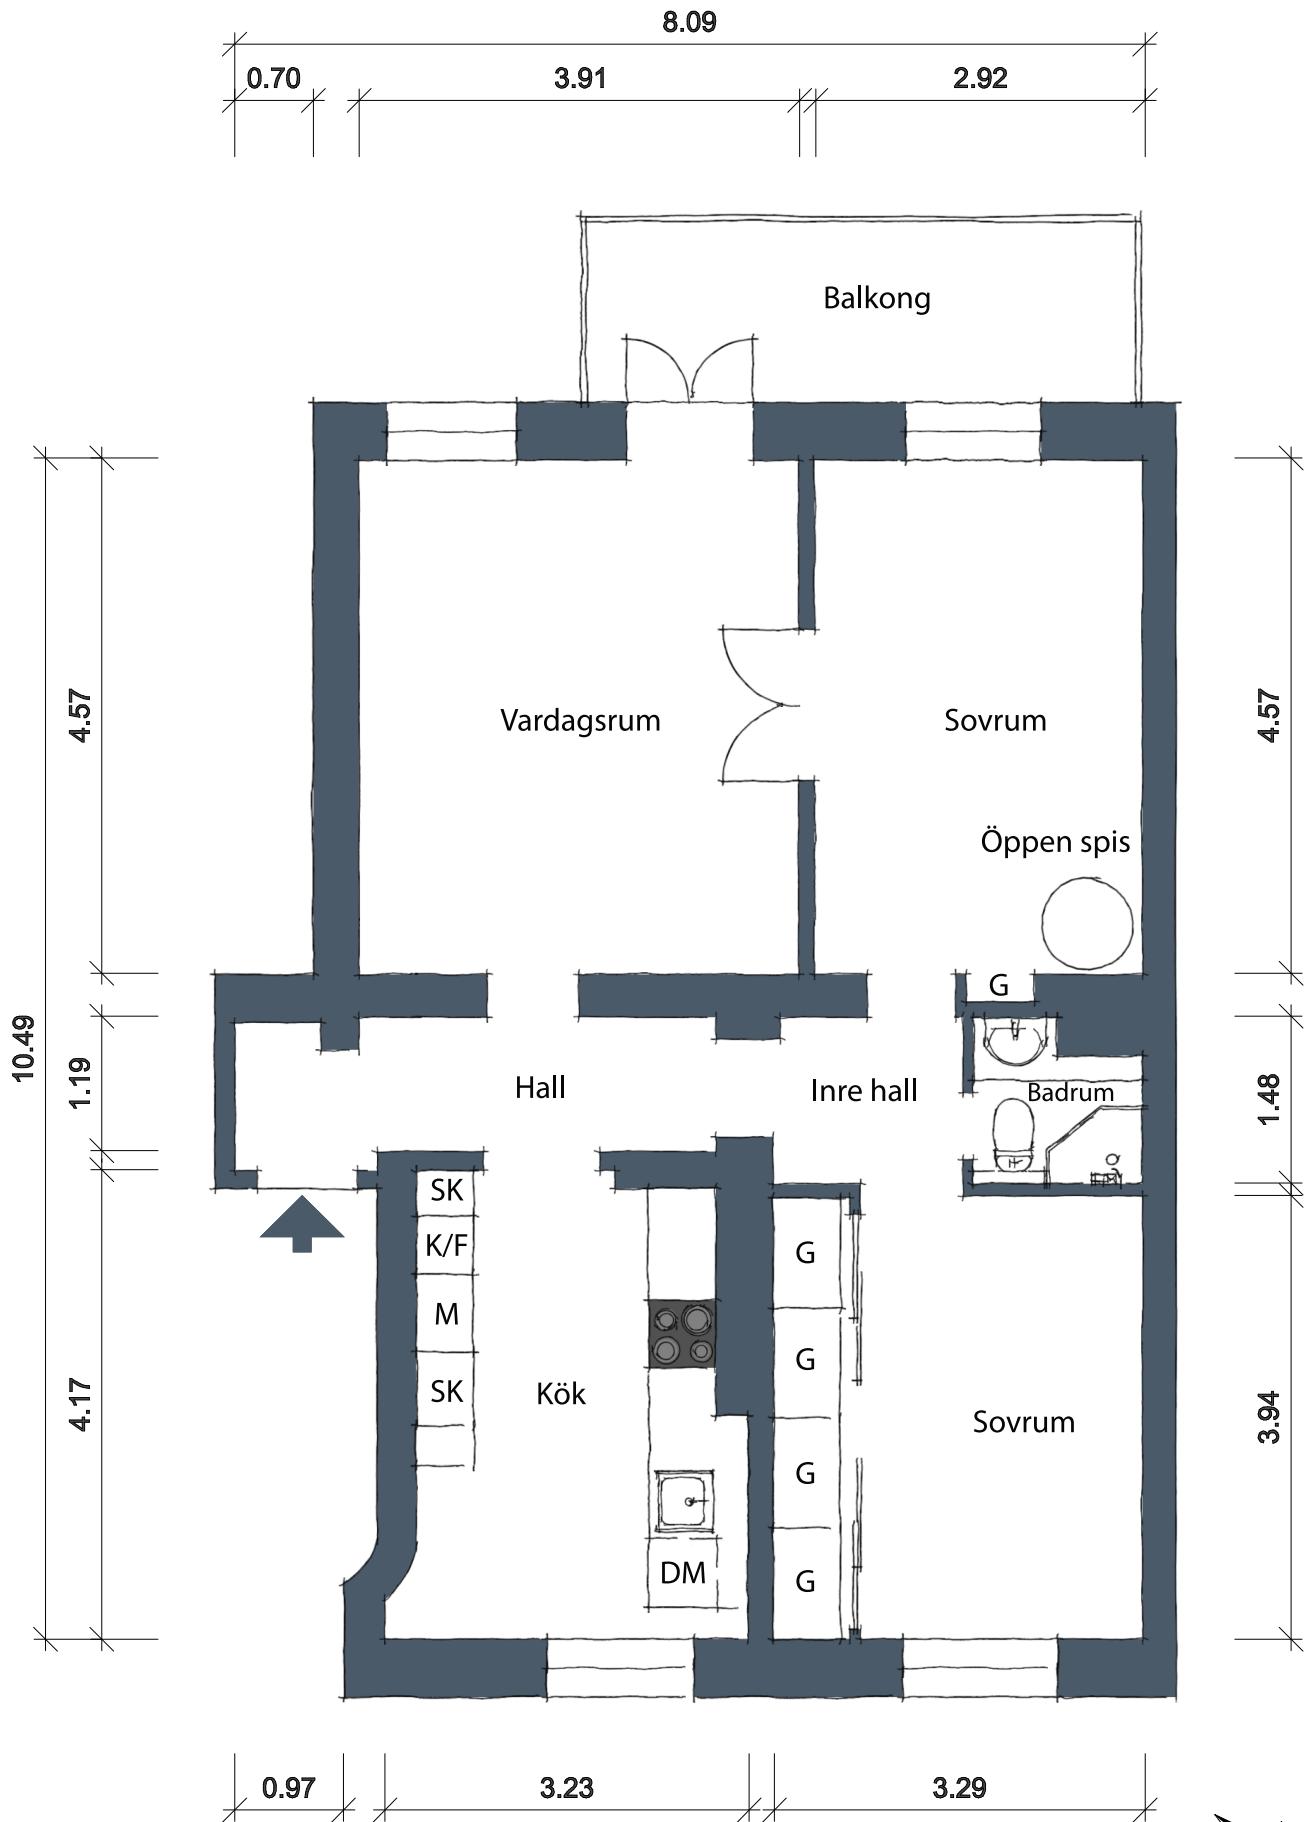 8.09
0.70
3.91
2.92
Balkong
4.57
Vardagsrum
Sovrum
4.57
Öppen spis
G
10.49
1.19
Hall
Inre hall
Badrum
1.48
SK
K/F
G
M
G
SK
Kök
4.17
Sovrum
3.94
G
DM
G
0.97
3.23
3.29